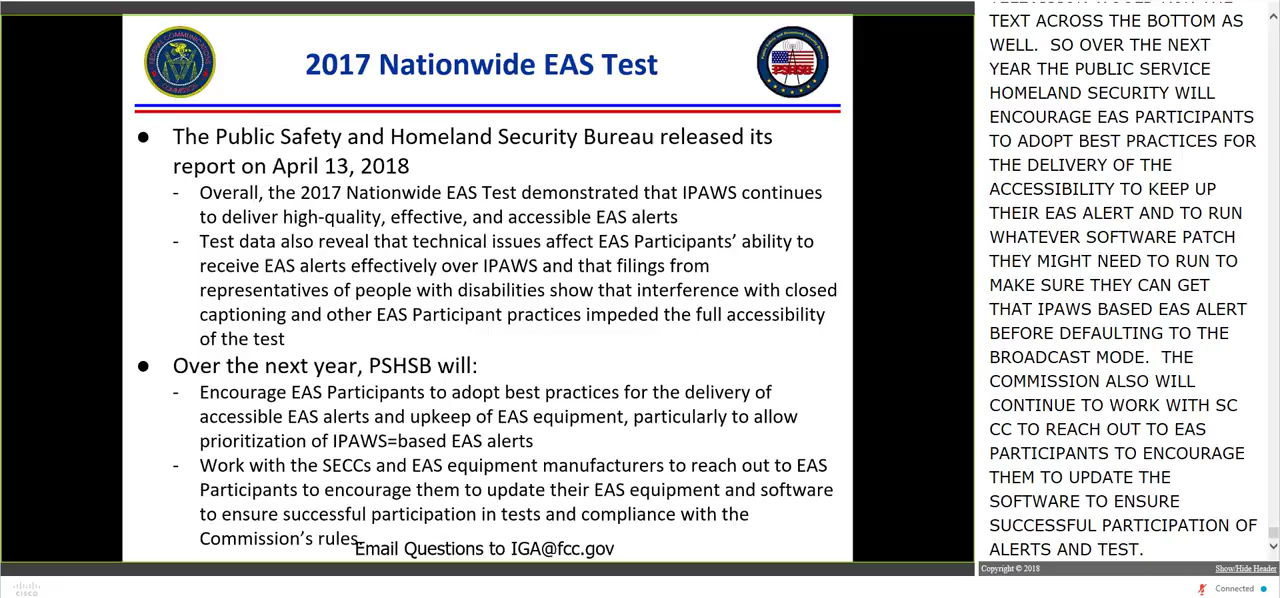 2017 Nationwide EAS Test
● The Public Safety and Homeland Security Bureau released its
report on April 13, 2018
- Overall, the 2017 Nationwide EAS Test demonstrated that IPAWS continues
to deliver high-quality, effective, and accessible EAS alerts
- Test data also reveal that technical issues affect EAS Participants’ ability to
receive EAS alerts effectively over IPAWS and that filings from
representatives of people with disabilities show that interference with closed
captioning and other EAS Participant practices impeded the full accessibility
of the test
● Over the next year, PSHSB will:
- Encourage EAS Participants to adopt best practices for the delivery of
accessible EAS alerts and upkeep of EAS equipment, particularly to allow
prioritization of IPAWS=based EAS alerts
- Work with the SECCs and EAS equipment manufacturers to reach out to EAS
Participants to encourage them to update their EAS equipment and software
to ensure successful participation in tests and compliance with the
Commission’s rules.
Email Questions to IGA@fcc.gov
TEXT ACROSS THE BOTTOM AS
WELL. SO OVER THE NEXT
YEAR THE PUBLIC SERVICE
HOMELAND SECURITY WILL
ENCOURAGE EAS PARTICIPANTS
TO ADOPT BEST PRACTICES FOR
THE DELIVERY OF THE
ACCESSIBILITY TO KEEP UP
THEIR EAS ALERT AND TO RUN
WHATEVER SOFTWARE PATCH
THEY MIGHT NEED TO RUN TO
MAKE SURE THEY CAN GET
THAT IPAWS BASED EAS ALERT
BEFORE DEFAULTING TO THE
BROADCAST MODE. THE
COMMISSION ALSO WILL
CONTINUE TO WORK WITH SC
CC TO REACH OUT TO EAS
PARTICIPANTS TO ENCOURAGE
THEM TO UPDATE THE
SOFTWARE TO ENSURE
SUCCESSFUL PARTICIPATION OF
ALERTS AND TEST.
Copyright © 2018 Show/Hide Header
cisco
Connected